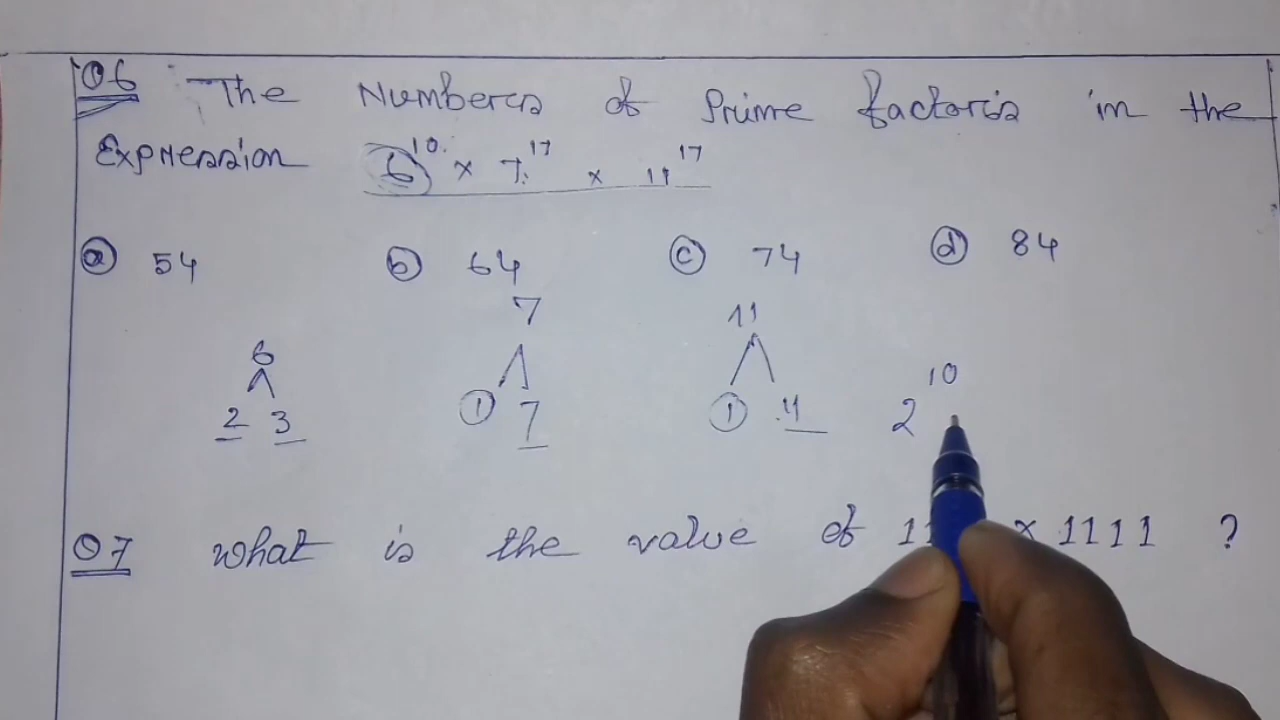 Q6 The Numbers of Prime factors in the
Expression 6^10 × 7^17 × 11^17
(a) 54 (b) 64 (c) 74 (d) 84
6 7 11
2 3 1 7 1 11 2^10
Q7 What is the value of × 1111 ?